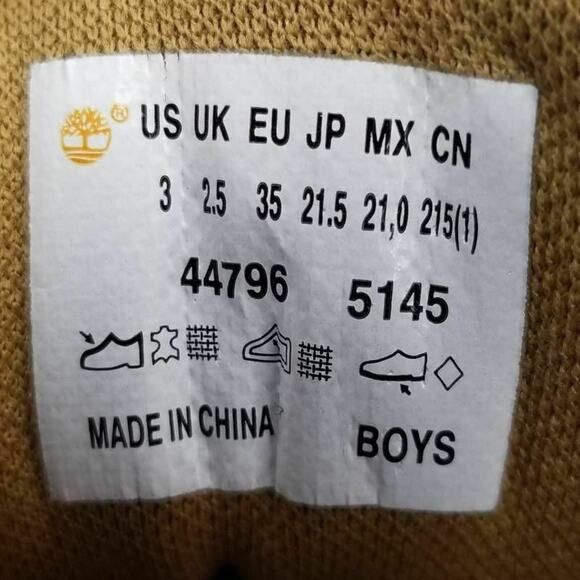 ® US UK EU JP MX CN
3 2.5 35 21.5 21,0 215(1)
44796 5145
MADE IN CHINA BOYS